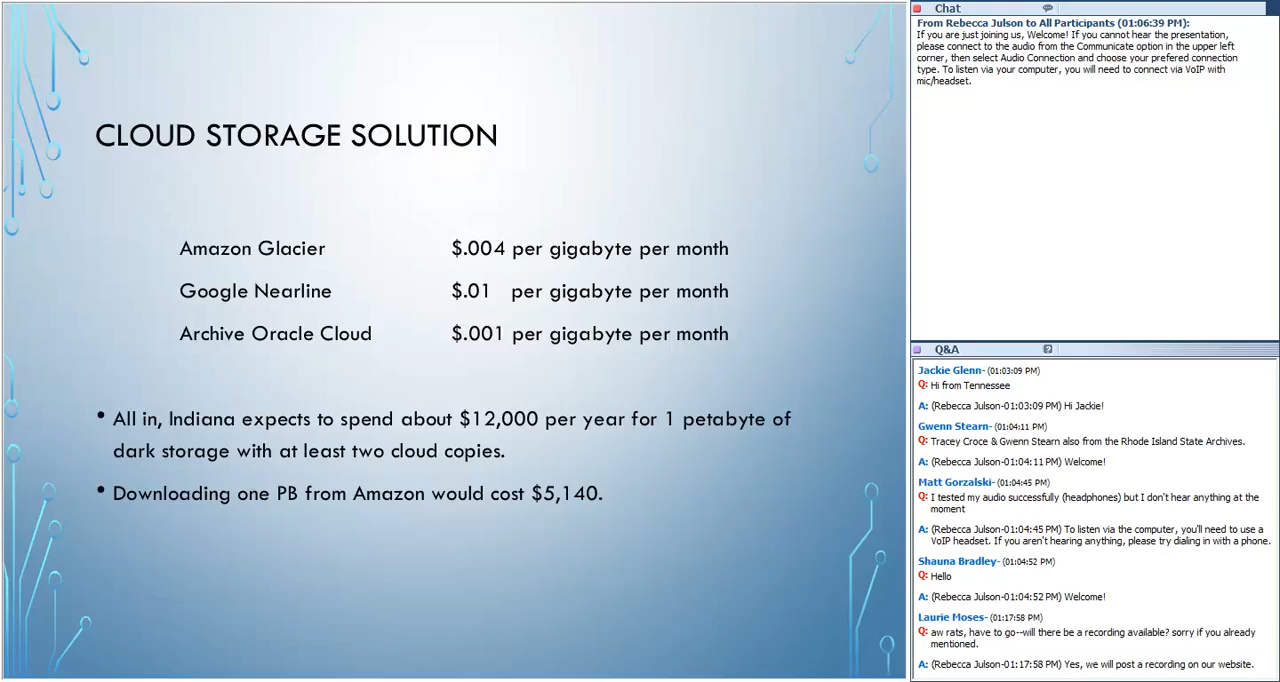 CLOUD STORAGE SOLUTION
Amazon Glacier $.004 per gigabyte per month
Google Nearline $.01 per gigabyte per month
Archive Oracle Cloud $.001 per gigabyte per month
• All in, Indiana expects to spend about $12,000 per year for 1 petabyte of
dark storage with at least two cloud copies.
• Downloading one PB from Amazon would cost $5,140.
Chat
From Rebecca Julson to All Participants (01:06:39 PM):
If you are just joining us, Welcome! If you cannot hear the presentation,
please connect to the audio from the Communicate option in the upper left
corner, then select Audio Connection and choose your prefered connection
type. To listen via your computer, you will need to connect via VoIP with
mic/headset.
Q&A
Jackie Glenn- (01:03:09 PM)
Q: Hi from Tennessee
A: (Rebecca Julson-01:03:09 PM) Hi Jackie!
Gwenn Stearn- (01:04:11 PM)
Q: Tracey Croce & Gwenn Stearn also from the Rhode Island State Archives.
A: (Rebecca Julson-01:04:11 PM) Welcome!
Matt Gorzalski- (01:04:45 PM)
Q: I tested my audio successfully (headphones) but I don't hear anything at the
moment
A: (Rebecca Julson-01:04:45 PM) To listen via the computer, you'll need to use a
VoIP headset. If you aren't hearing anything, please try dialing in with a phone.
Shauna Bradley- (01:04:52 PM)
Q: Hello
A: (Rebecca Julson-01:04:52 PM) Welcome!
Laurie Moses- (01:17:58 PM)
Q: aw rats, have to go--will there be a recording available? sorry if you already
mentioned.
A: (Rebecca Julson-01:17:58 PM) Yes, we will post a recording on our website.